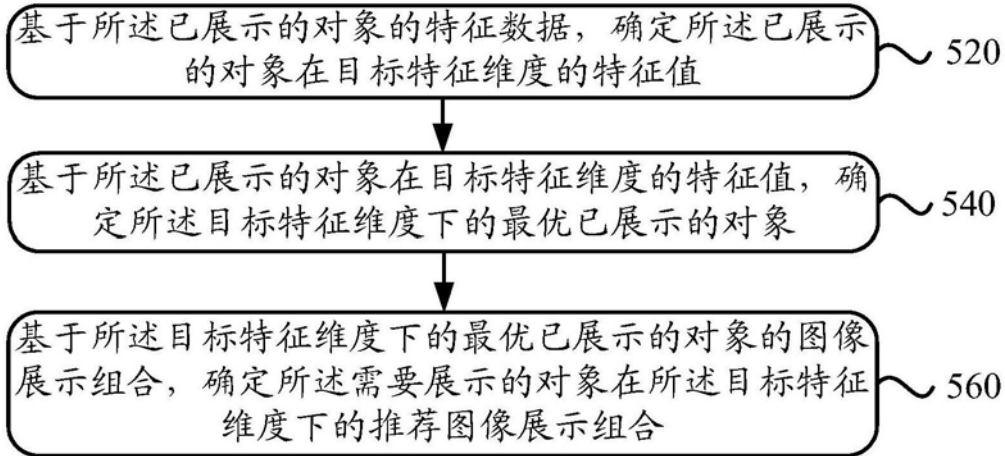 基于所述已展示的对象的特征数据，确定所述已展示
的对象在目标特征维度的特征值
520
基于所述已展示的对象在目标特征维度的特征值，确
定所述目标特征维度下的最优已展示的对象
540
基于所述目标特征维度下的最优已展示的对象的图像
展示组合，确定所述需要展示的对象在所述目标特征
维度下的推荐图像展示组合
560